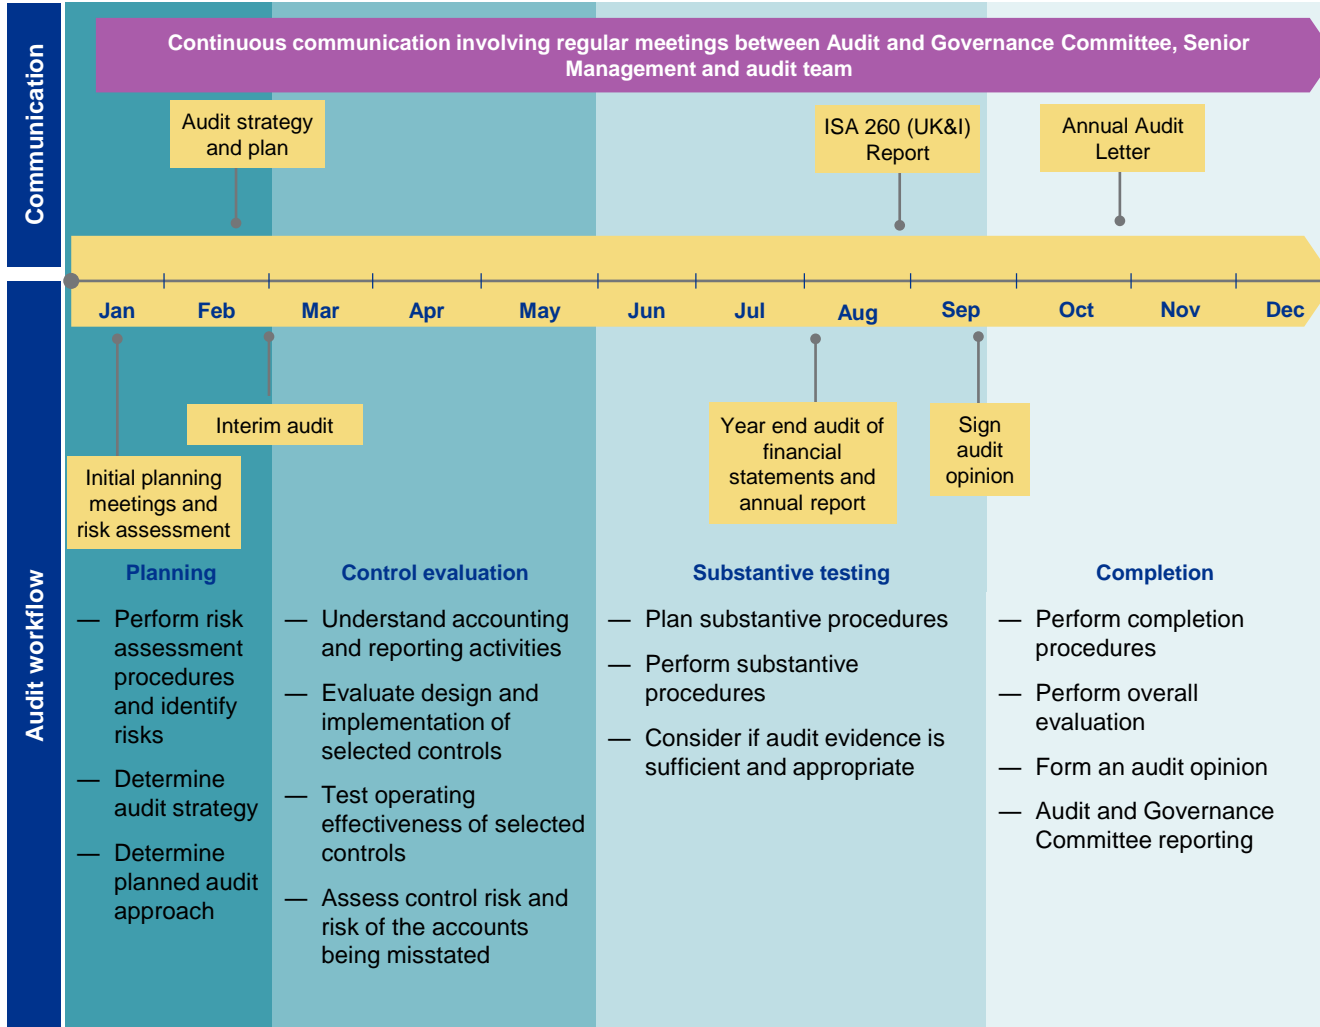 Communication
Continuous communication involving regular meetings between Audit and Governance Committee, Senior
Management and audit team
Audit strategy
and plan
ISA 260 (UK&I)
Report
Annual Audit
Letter
Jan
Feb
Mar
Apr
May
Jun
Jul
Aug
Sep
Oct
Nov
Dec
Audit workflow
Initial planning
meetings and
risk assessment
Interim audit
Year end audit of
financial
statements and
annual report
Sign
audit
opinion
Planning
— Perform risk
assessment
procedures
and identify
risks
— Determine
audit strategy
— Determine
planned audit
approach
Control evaluation
— Understand accounting
and reporting activities
— Evaluate design and
implementation of
selected controls
— Test operating
effectiveness of selected
controls
— Assess control risk and
risk of the accounts
being misstated
Substantive testing
— Plan substantive procedures
— Perform substantive
procedures
— Consider if audit evidence is
sufficient and appropriate
Completion
— Perform completion
procedures
— Perform overall
evaluation
— Form an audit opinion
— Audit and Governance
Committee reporting